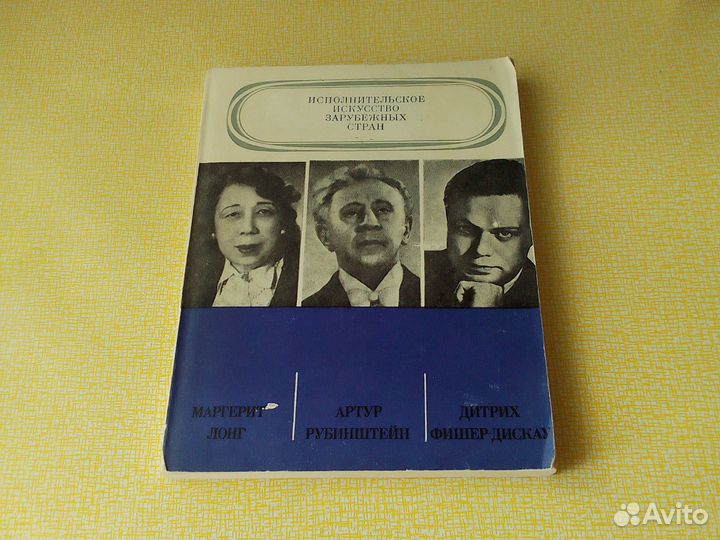 ИСПОЛНИТЕЛЬСКОЕ
ИСКУССТВО
ЗАРУБЕЖНЫХ
СТРАН
МАРГЕРИТ
ЛОНГ
АРТУР
РУБИНШТЕЙН
ДИТРИХ
ФИШЕР-ДИСКАУ
Avito